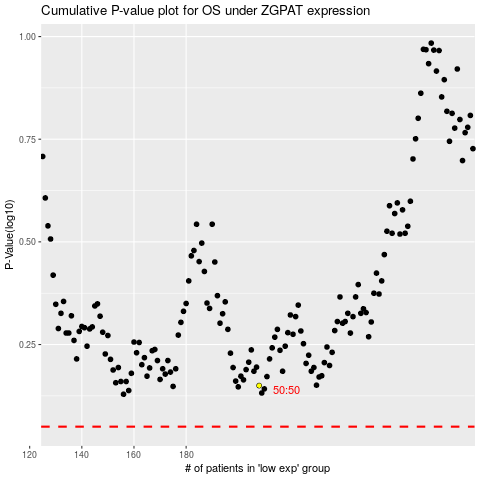 Cumulative P-value plot for OS under ZGPAT expression
P-Value(log10)
1.00
0.75
0.50
0.25
50:50
120 140 160 180
# of patients in 'low exp' group